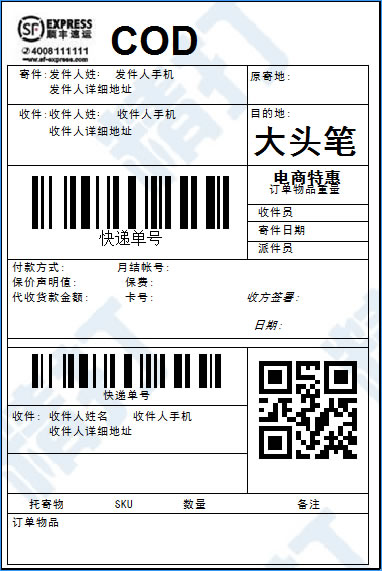 SF EXPRESS
顺丰速运
4008111111
www.sf-express.com
COD
寄件: 发件人姓: 发件人手机
发件人详细地址
原寄地:
收件: 收件人姓: 收件人手机
收件人详细地址
目的地:
大头笔
快递单号
电商特惠
订单物品重量
收件员
寄件日期
派件员
付款方式: 月结帐号:
保价声明值: 保费:
代收货款金额: 卡号:
收方签署:
日期:
快递单号
收件: 收件人姓名 收件人手机
收件人详细地址
托寄物 SKU 数量 备注
订单物品
精打
精打
精打